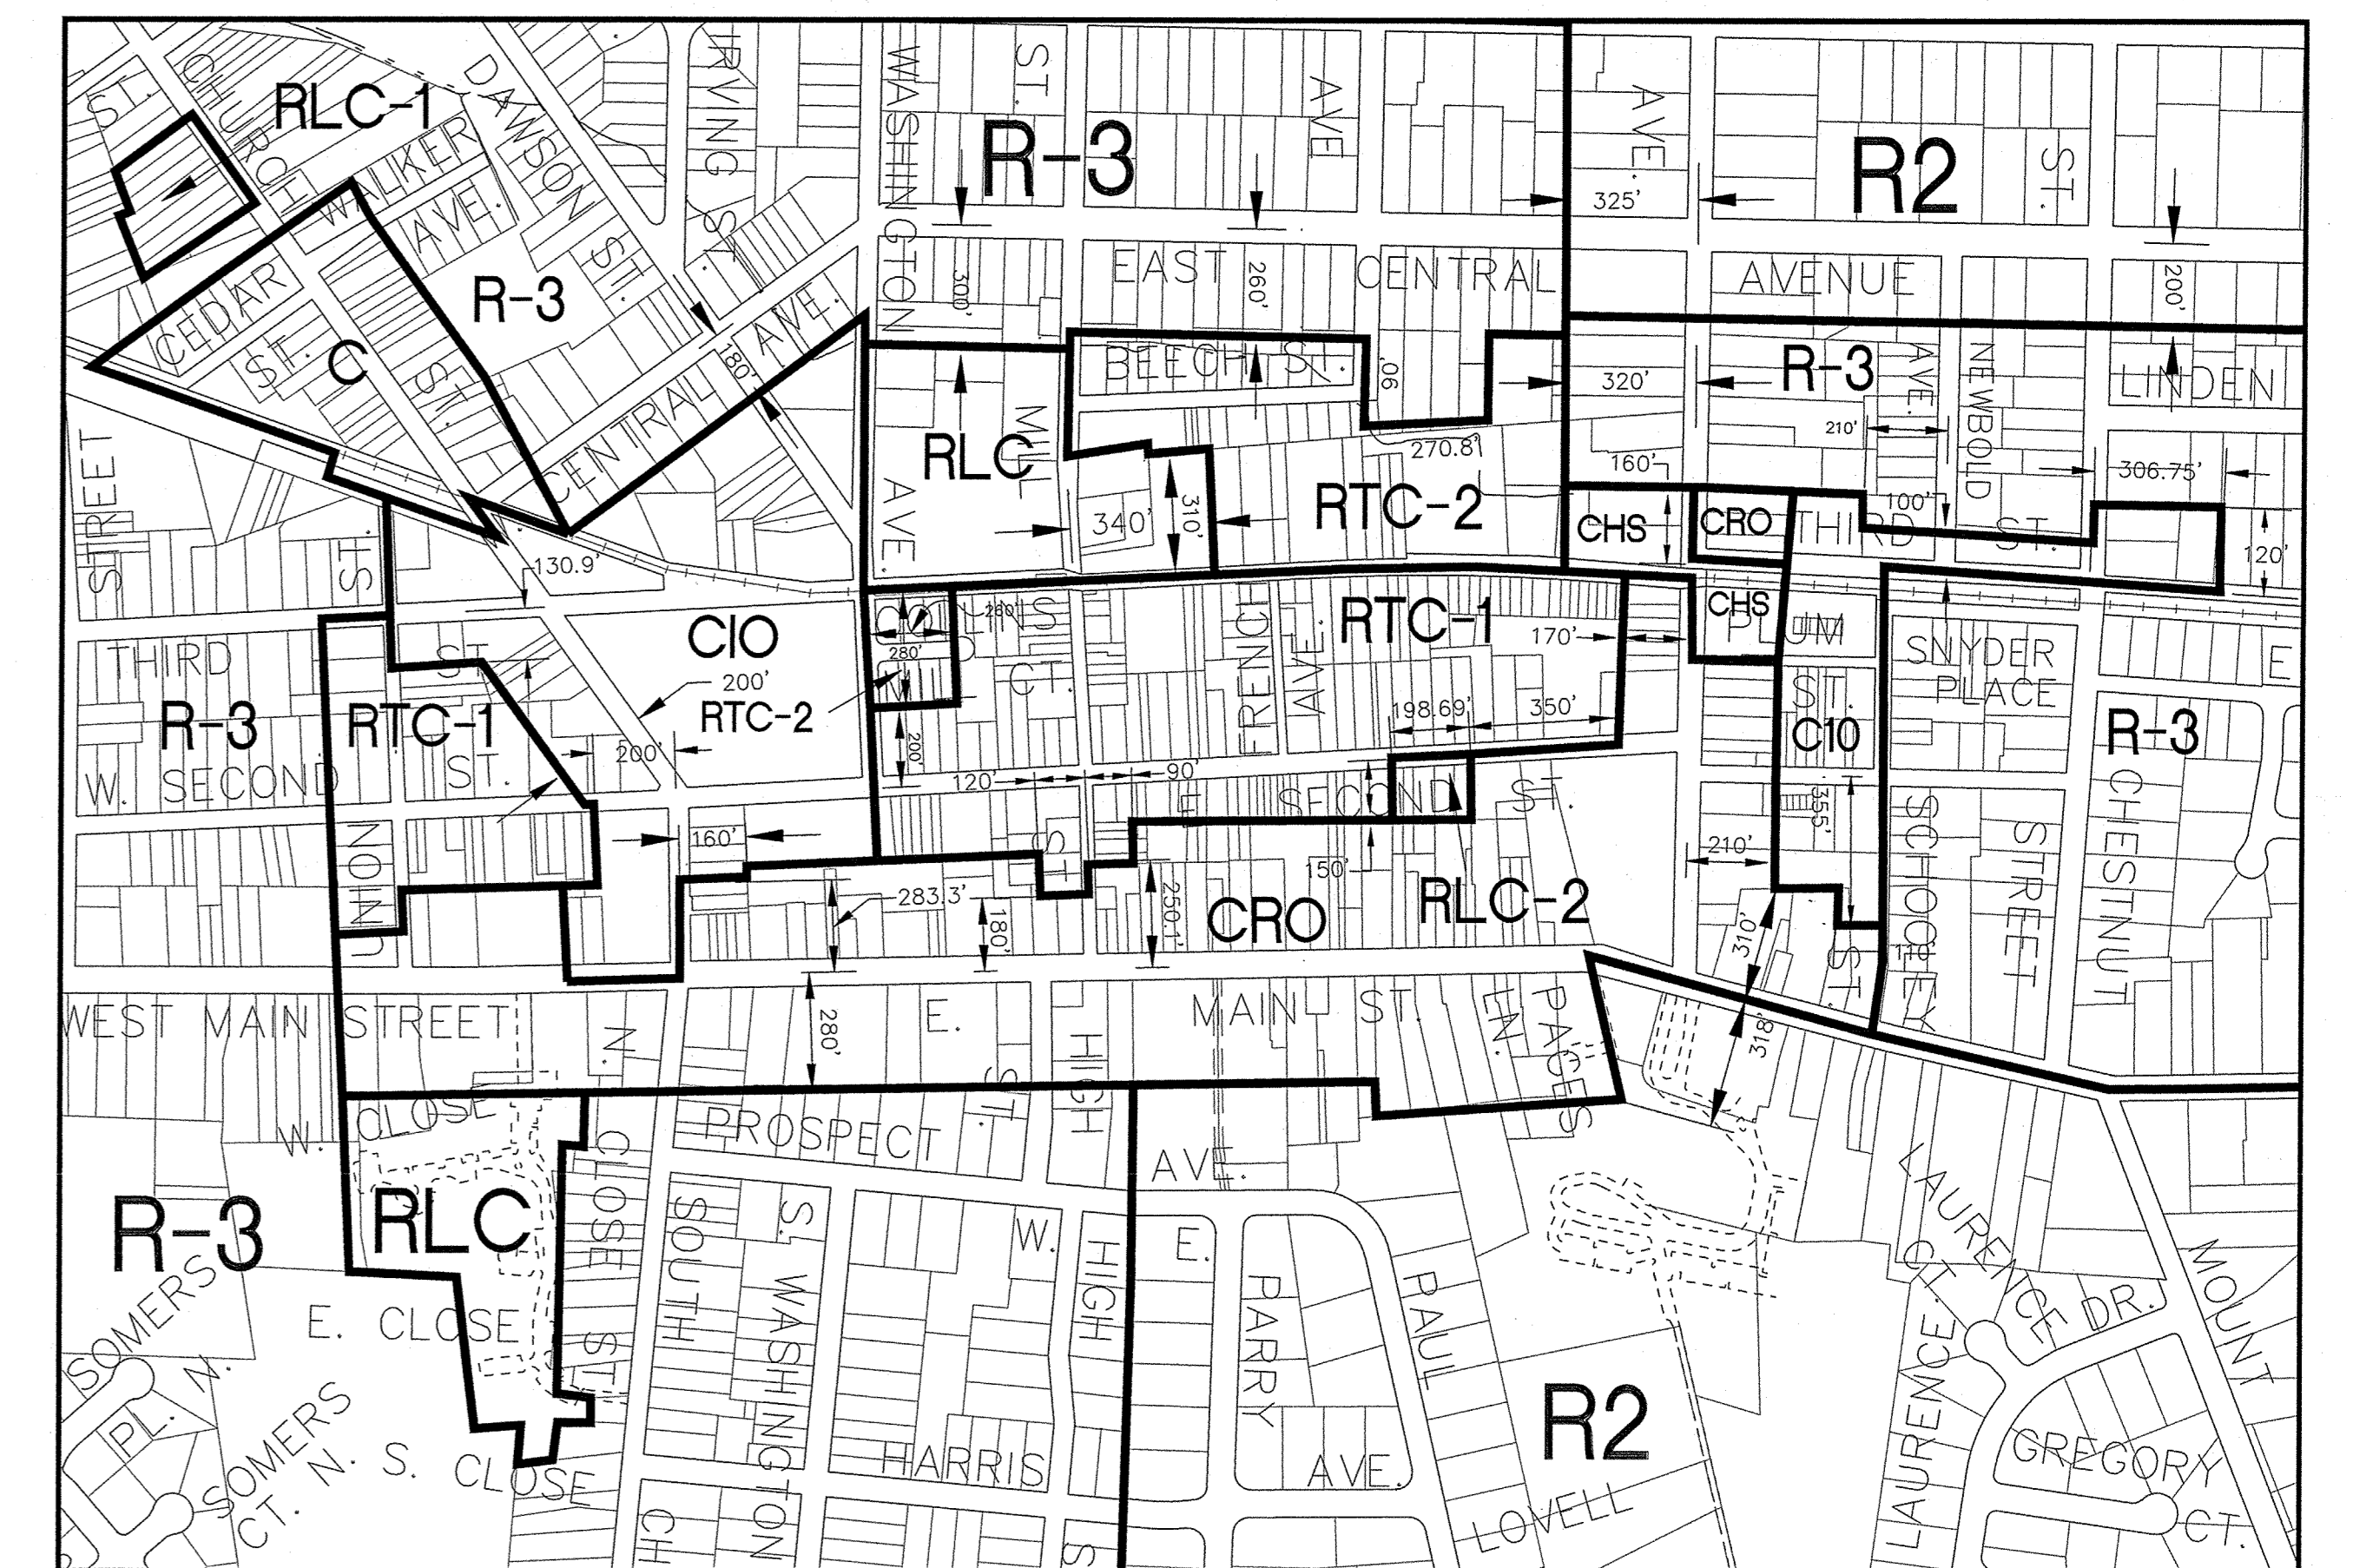 ST.
CHURCH
RLC-1
DAWSON
ST.
WALKER
AVE.
IRVING ST
WASHINGTON
AVE.
ST.
R-3
AVE
AVE.
325'
R2
ST.
R-3
300'
EAST
260'
CENTRAL
AVENUE
200'
CEDAR
ST.
C
ST.
CENTRAL
AVE.
180'
BEECH ST.
90'
320'
R-3
AVE.
210'
NEWBOLD
LINDEN
RLC
MILL
340'
310'
270.8'
RTC-2
160'
306.75'
CHS
CRO
THIRD
100'
ST.
120'
STREET
ST.
130.9'
COLLINS
260'
280'
CT.
FRENCH
AVE.
RTC-1
170'
CHS
PLUM
ST.
SNYDER
PLACE
E
THIRD
ST
CIO
200'
RTC-2
R-3
RTC-1
ST.
200'
200'
198.69'
350'
C10
R-3
W. SECOND
120'
90'
E
SECOND
ST.
355'
UNION
160'
ST
150'
210'
SCHOOLEY
STREET
CHESTNUT
283.3'
180'
250.1'
CRO
RLC-2
310'
ST.
WEST MAIN
STREET
N.
280'
E.
MAIN
ST.
LN.
PAGES
318'
ST.
HIGH
W.
CLOSE
CLOSE
ST
PROSPECT
AVE.
R-3
RLC
SOUTH
S.
WASHINGTON
W.
HIGH
E.
PARRY
PAUL
LAURENCE
CT.
DR.
MOUNT
SOMERS
PL.
N.
E. CLOSE
SOMERS
CT. N.
S. CLOSE
HARRIS
AVE.
R2
LOVELL
LAURENCE
GREGORY
CT.
CH
S